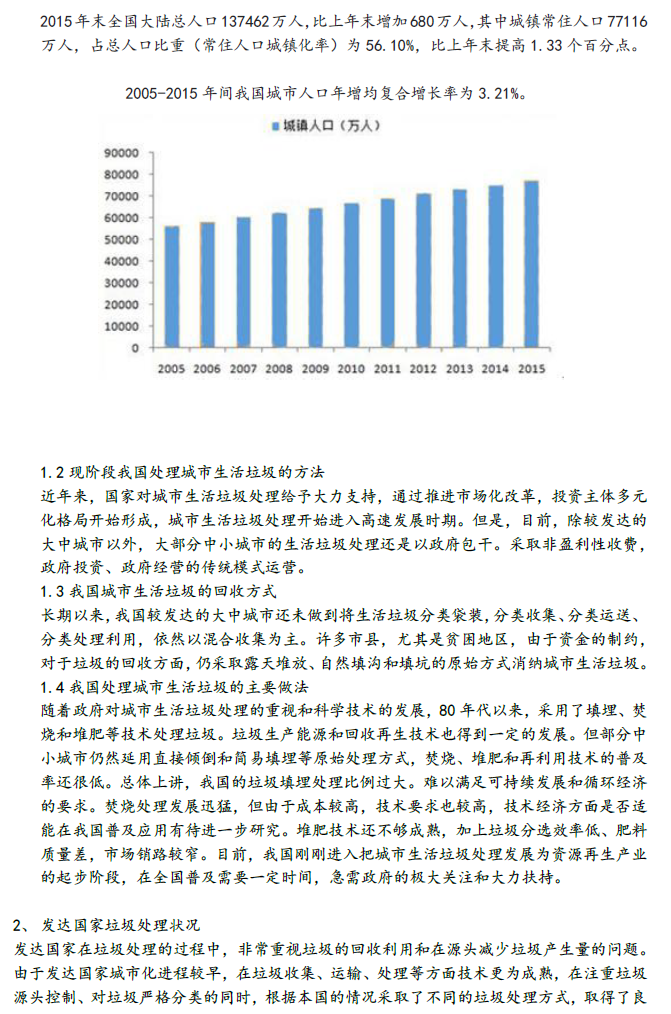 2015年末全国大陆总人口137462万人,比上年末增加680万人,其中城镇常住人口77116
万人，占总人口比重（常住人口城镇化率）为56.10%，比上年末提高1.33个百分点。
2005-2015 年间我国城市人口年增均复合增长率为3.21%。
城镇人口（万人）
90000
80000
70000
60000
50000
40000
30000
20000
10000
0
2005 2006 2007 2008 2009 2010 2011 2012 2013 2014 2015
1.2 现阶段我国处理城市生活垃圾的方法
近年来，国家对城市生活垃圾处理给予大力支持，通过推进市场化改革，投资主体多元
化格局开始形成，城市生活垃圾处理开始进入高速发展时期。但是，目前，除较发达的
大中城市以外，大部分中小城市的生活垃圾处理还是以政府包干。采取非盈利性收费，
政府投资、政府经营的传统模式运营。
1.3 我国城市生活垃圾的回收方式
长期以来，我国较发达的大中城市还未做到将生活垃圾分类袋装，分类收集、分类运送、
分类处理利用，依然以混合收集为主。许多市县，尤其是贫困地区，由于资金的制约，
对于垃圾的回收方面，仍采取露天堆放、自然填沟和填坑的原始方式消纳城市生活垃圾。
1.4 我国处理城市生活垃圾的主要做法
随着政府对城市生活垃圾处理的重视和科学技术的发展，80 年代以来，采用了填埋、焚
烧和堆肥等技术处理垃圾。垃圾生产能源和回收再生技术也得到一定的发展。但部分中
小城市仍然延用直接倾倒和简易填埋等原始处理方式，焚烧、堆肥和再利用技术的普及
率还很低。总体上讲，我国的垃圾填埋处理比例过大。难以满足可持续发展和循环经济
的要求。焚烧处理发展迅猛，但由于成本较高，技术要求也较高，技术经济方面是否适
能在我国普及应用有待进一步研究。堆肥技术还不够成熟，加上垃圾分选效率低、肥料
质量差，市场销路较窄。目前，我国刚刚进入把城市生活垃圾处理发展为资源再生产业
的起步阶段，在全国普及需要一定时间，急需政府的极大关注和大力扶持。
2、 发达国家垃圾处理状况
发达国家在垃圾处理的过程中，非常重视垃圾的回收利用和在源头减少垃圾产生量的问题。
由于发达国家城市化进程较早，在垃圾收集、运输、处理等方面技术更为成熟，在注重垃圾
源头控制、对垃圾严格分类的同时，根据本国的情况采取了不同的垃圾处理方式，取得了良